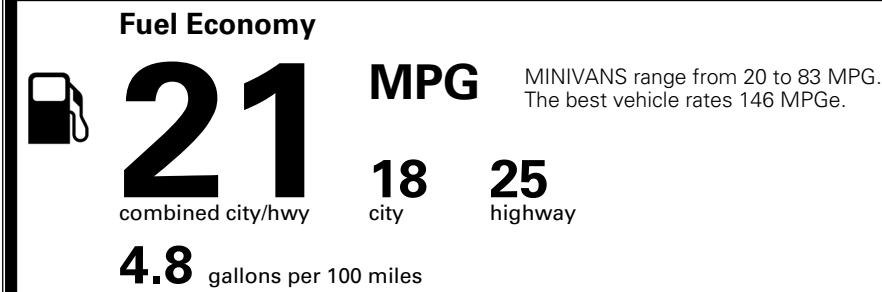 Fuel Economy
21 MPG
MINIVANS range from 20 to 83 MPG.
The best vehicle rates 146 MPGe.
18 25
combined city/hwy city highway
4.8 gallons per 100 miles